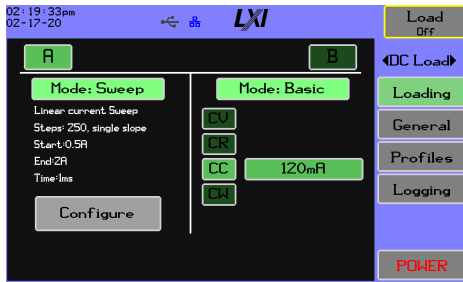 02:19:33pm
02-17-20
LXI
Load
Off
A
B
DC Load
Mode: Sweep
Mode: Basic
Loading
Linear current Sweep
Steps: 250, single slope
Start:0.5A
End:2A
Time:1ms
CV
CR
CC
120mA
CW
General
Profiles
Logging
Configure
POWER